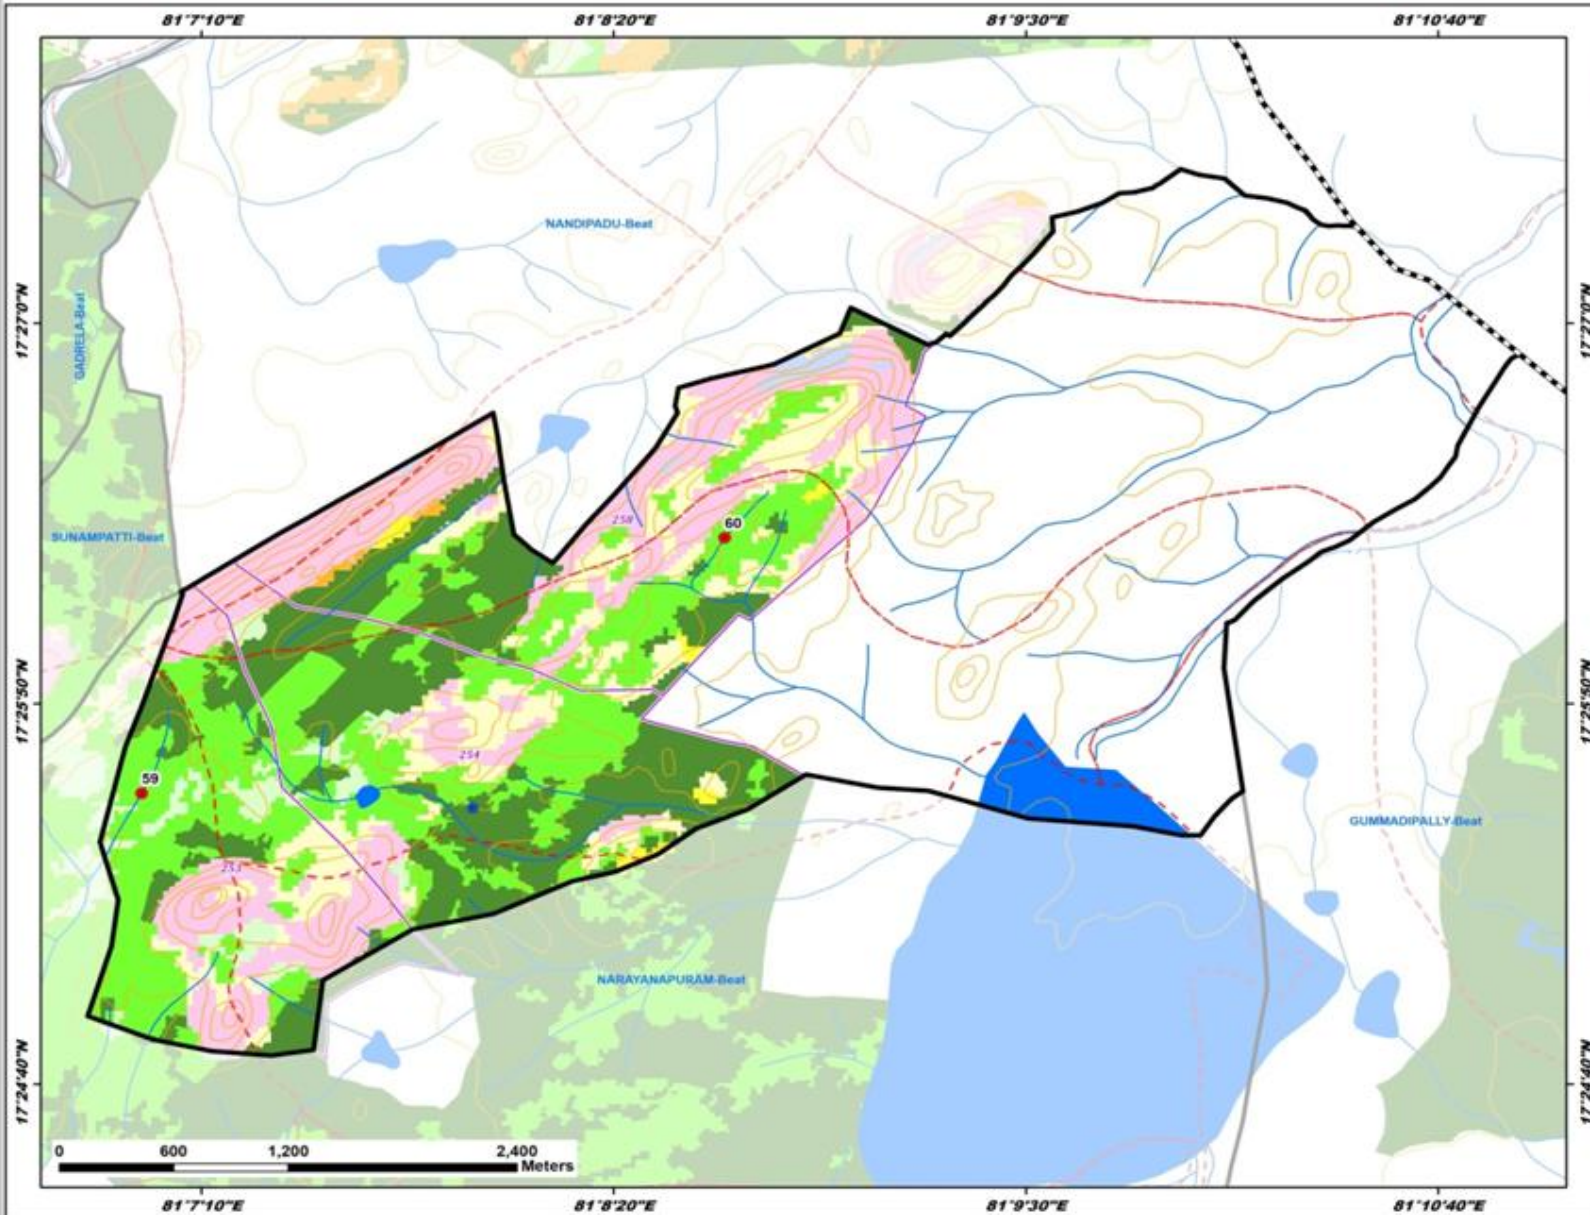 81°7'10"E
81°8'20"E
81°9'30"E
81°10'40"E
NANDIPADU-Beat
GADRELA-Beat
17°27'0"N
17°27'0"N
258
60
SUNAMPATTI-Beat
17°25'50"N
17°25'50"N
254
59
GUMMADIPALLY-Beat
253
NARAYANAPURAM-Beat
17°24'40"N
17°24'40"N
0
600
1,200
2,400
Meters
81°7'10"E
81°8'20"E
81°9'30"E
81°10'40"E